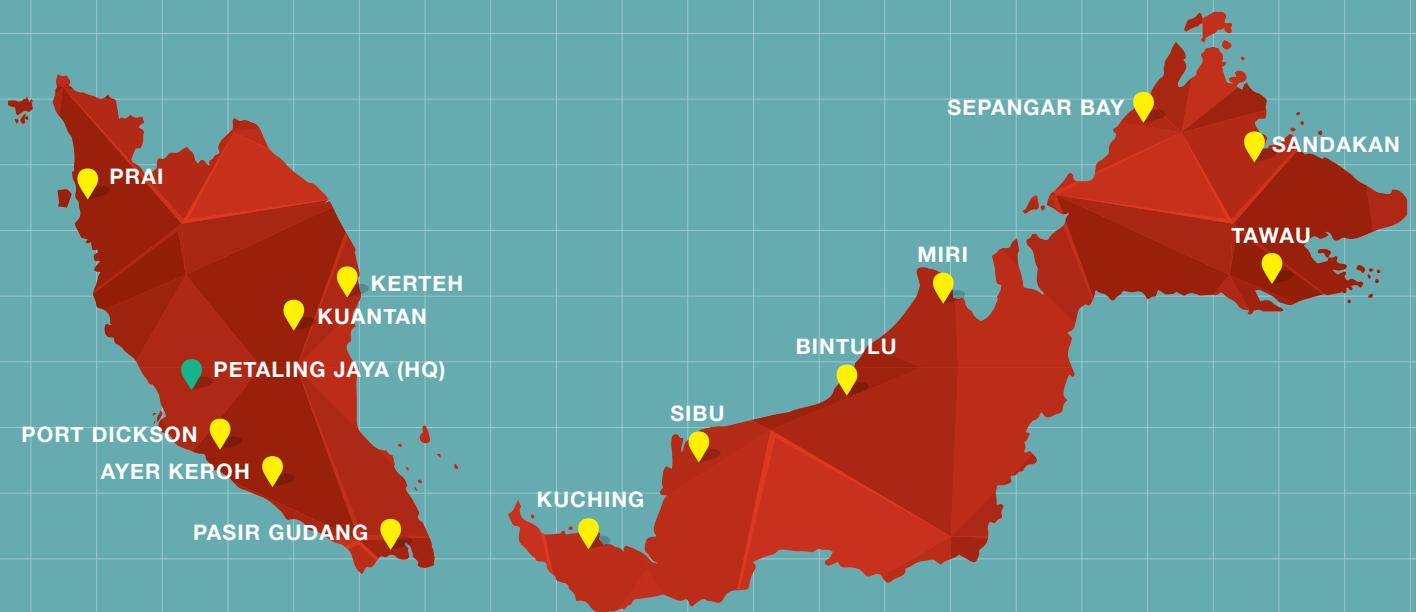 PRAI
KERTEH
KUANTAN
PETALING JAYA (HQ)
PORT DICKSON
AYER KEROH
PASIR GUDANG
KUCHING
SIBU
BINTULU
MIRI
SEPANGAR BAY
SANDAKAN
TAWAU